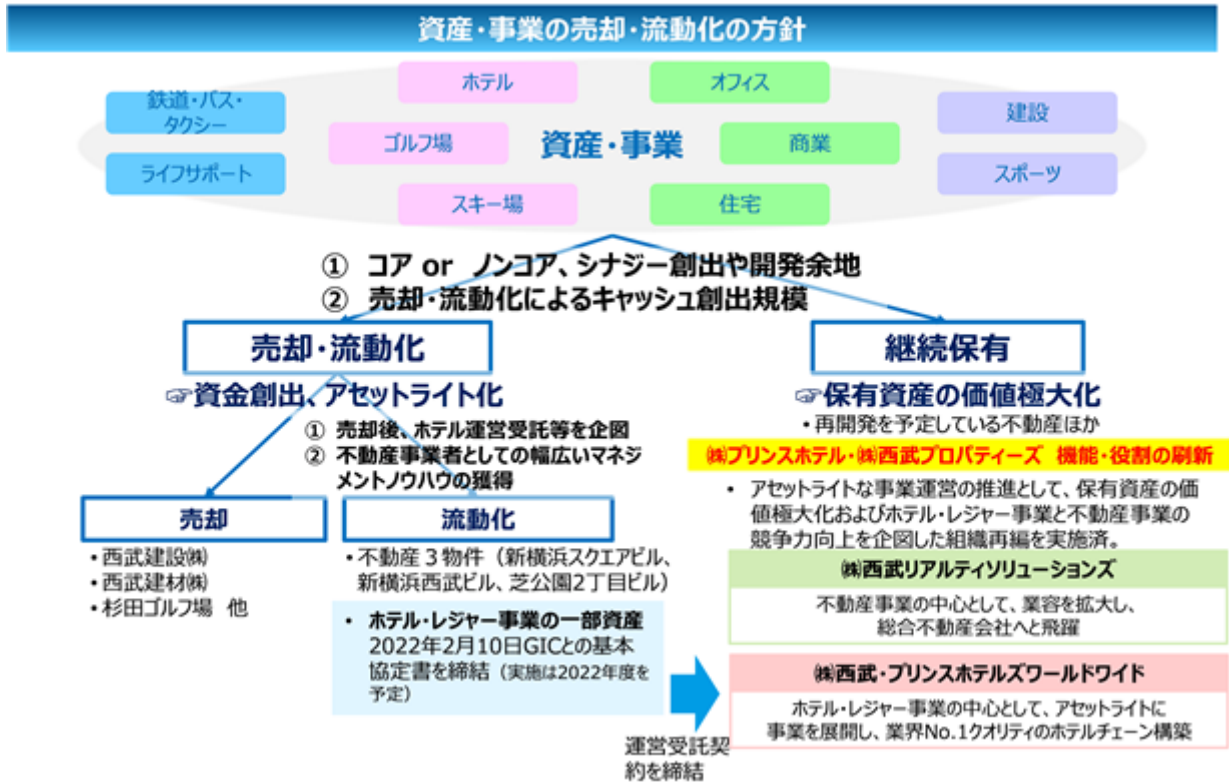 資産・事業の売却・流動化の方針
ホテル
オフィス
鉄道・バス・
タクシー
建設
ゴルフ場
資産・事業
商業
ライフサポート
スポーツ
スキー場
住宅
① コア or ノンコア、シナジー創出や開発余地
② 売却・流動化によるキャッシュ創出規模
売却・流動化
☞資金創出、アセットライト化
① 売却後、ホテル運営受託等を企図
② 不動産事業者としての幅広いマネジ
メントノウハウの獲得
売却
・西武建設㈱
・西武建材㈱
・杉田ゴルフ場 他
流動化
・不動産3物件（新横浜スクエアビル、
新横浜西武ビル、芝公園2丁目ビル）
・ホテル・レジャー事業の一部資産
2022年2月10日GICとの基本
協定書を締結（実施は2022年度を
予定）
運営受託契
約を締結
継続保有
☞保有資産の価値極大化
・再開発を予定している不動産ほか
㈱プリンスホテル・㈱西武プロパティーズ 機能・役割の刷新
・アセットライトな事業運営の推進として、保有資産の価
値極大化およびホテル・レジャー事業と不動産事業の
競争力向上を企図した組織再編を実施済。
㈱西武リアルティソリューションズ
不動産事業の中心として、業容を拡大し、
総合不動産会社へと飛躍
㈱西武・プリンスホテルズワールドワイド
ホテル・レジャー事業の中心として、アセットライトに
事業を展開し、業界No.1クオリティのホテルチェーン構築